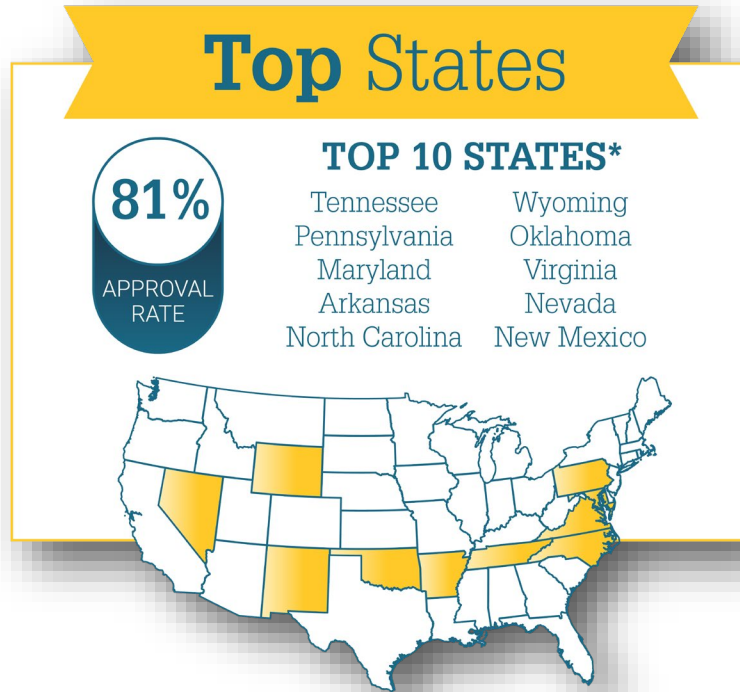 Top States
81%
APPROVAL
RATE
TOP 10 STATES*
Tennessee
Pennsylvania
Maryland
Arkansas
North Carolina
Wyoming
Oklahoma
Virginia
Nevada
New Mexico